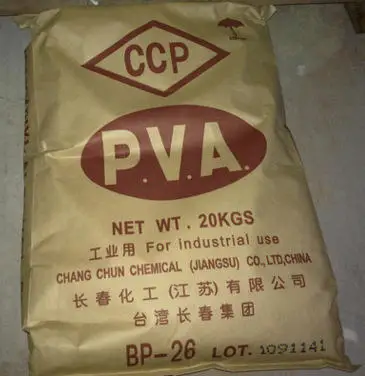 CCP
P.V.A.
NET WT. 20KGS
工业用 For industrial use
CHANG CHUN CHEMICAL (JIANGSU) CO.,LTD,CHINA
长春化工(江苏)有限公司
台湾长春集团
BP-26 LOT. 1091141